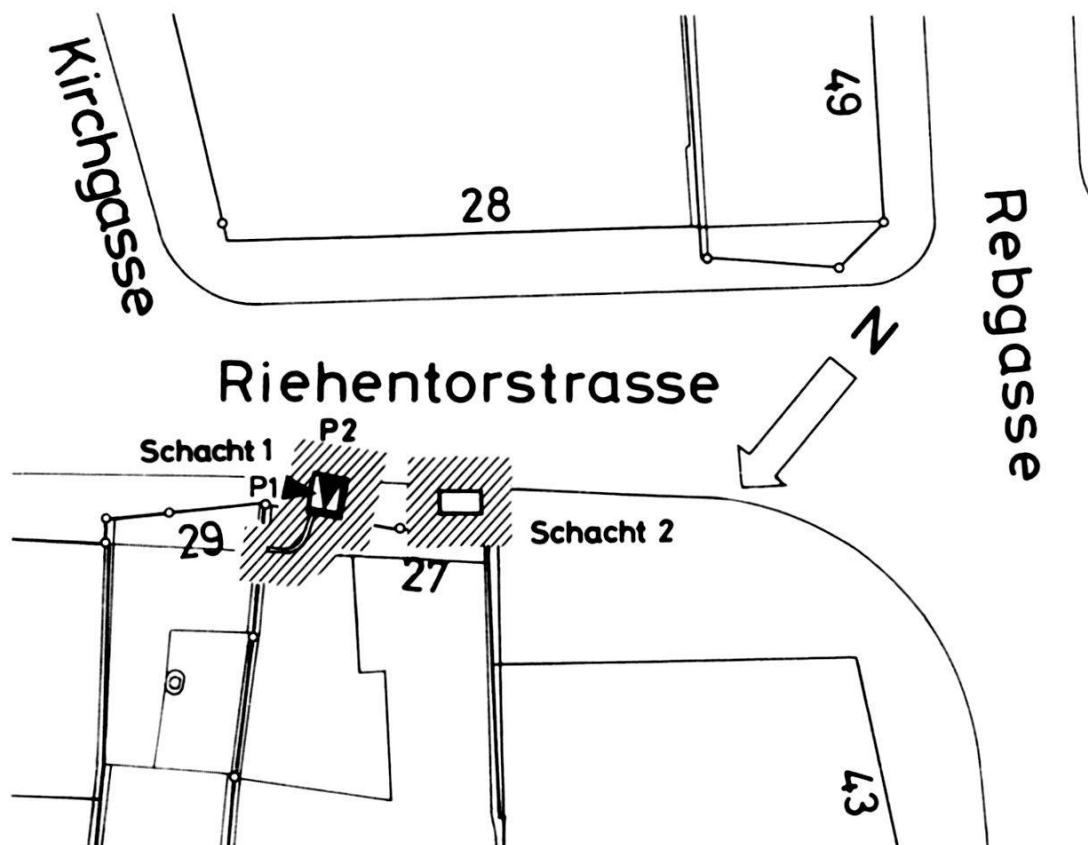 Kirchgasse
49
28
Rebgasse
N
Riehentorstrasse
P2
Schacht 1
P1
29
Schacht 2
27
43